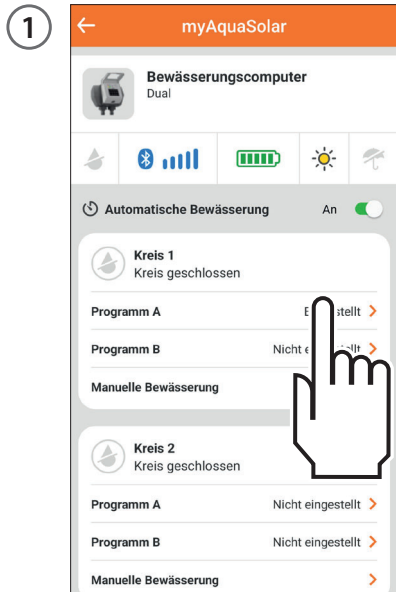 1
myAquaSolar
Bewässerungscomputer
Dual
Automatische Bewässerung An
Kreis 1
Kreis geschlossen
Programm A
Programm B Nicht
Manuelle Bewässerung
Kreis 2
Kreis geschlossen
Programm A Nicht eingestellt
Programm B Nicht eingestellt
Manuelle Bewässerung